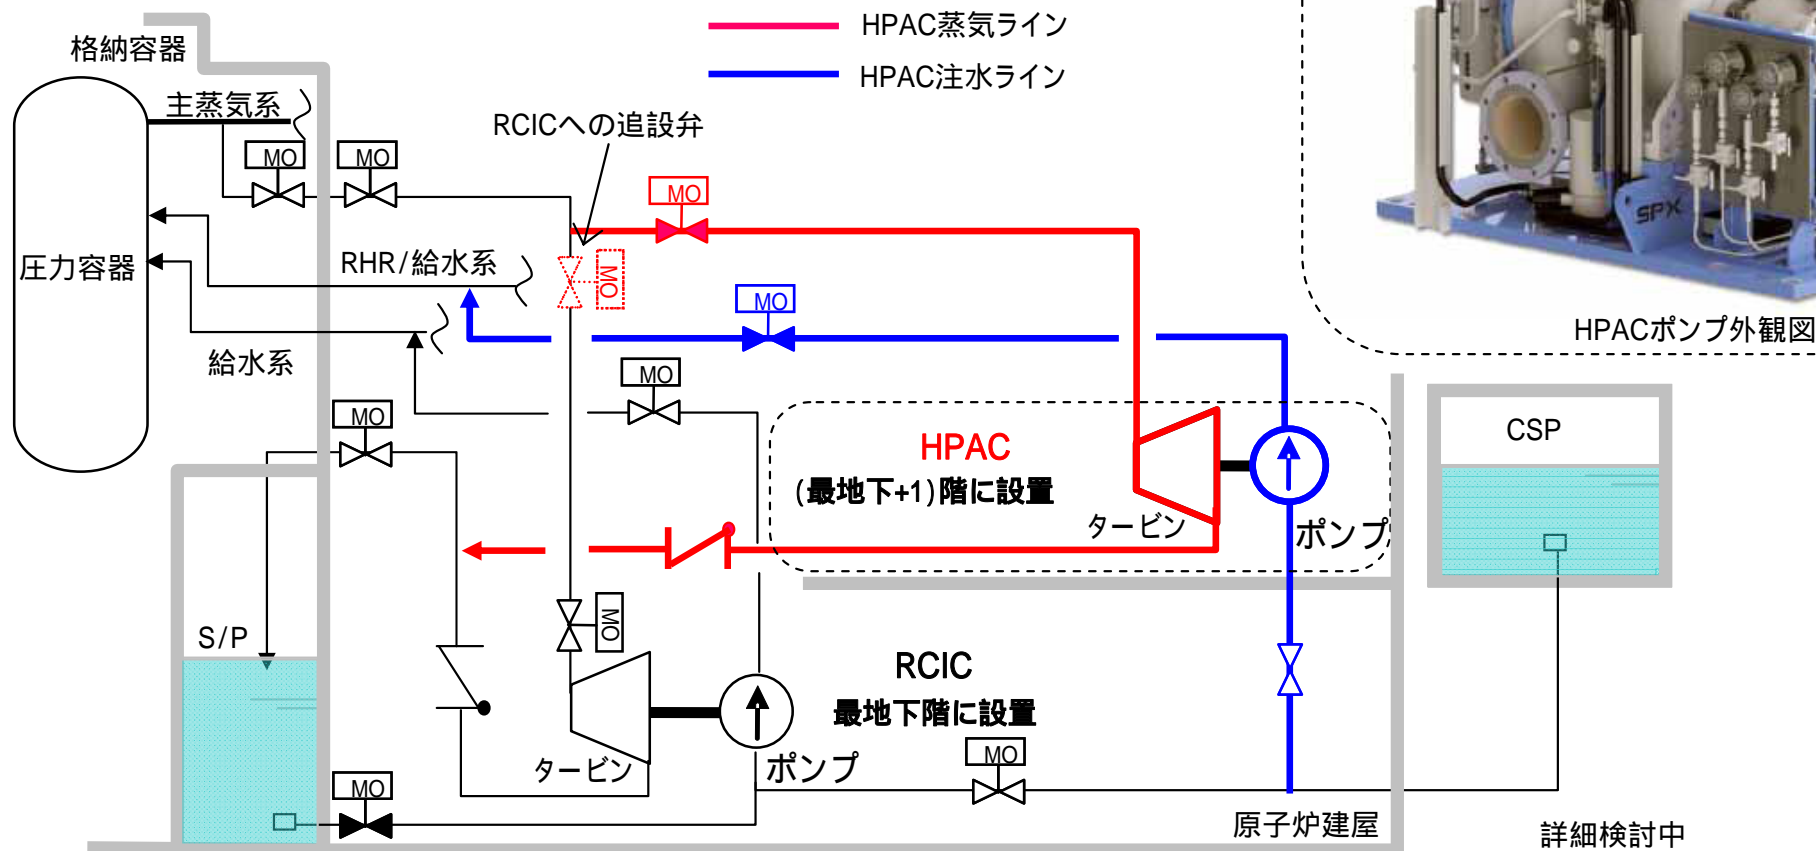 HPAC蒸気ライン
HPAC注水ライン
格納容器
主蒸気系
RCICへの追設弁
MO
MO
MO
SPX
圧力容器
RHR/給水系
MO
MO
HPACポンプ外観図
給水系
MO
MO
CSP
HPAC
(最地下+1)階に設置
タービン
ポンプ
S/P
MO
RCIC
最地下階に設置
タービン
ポンプ
MO
MO
原子炉建屋
詳細検討中